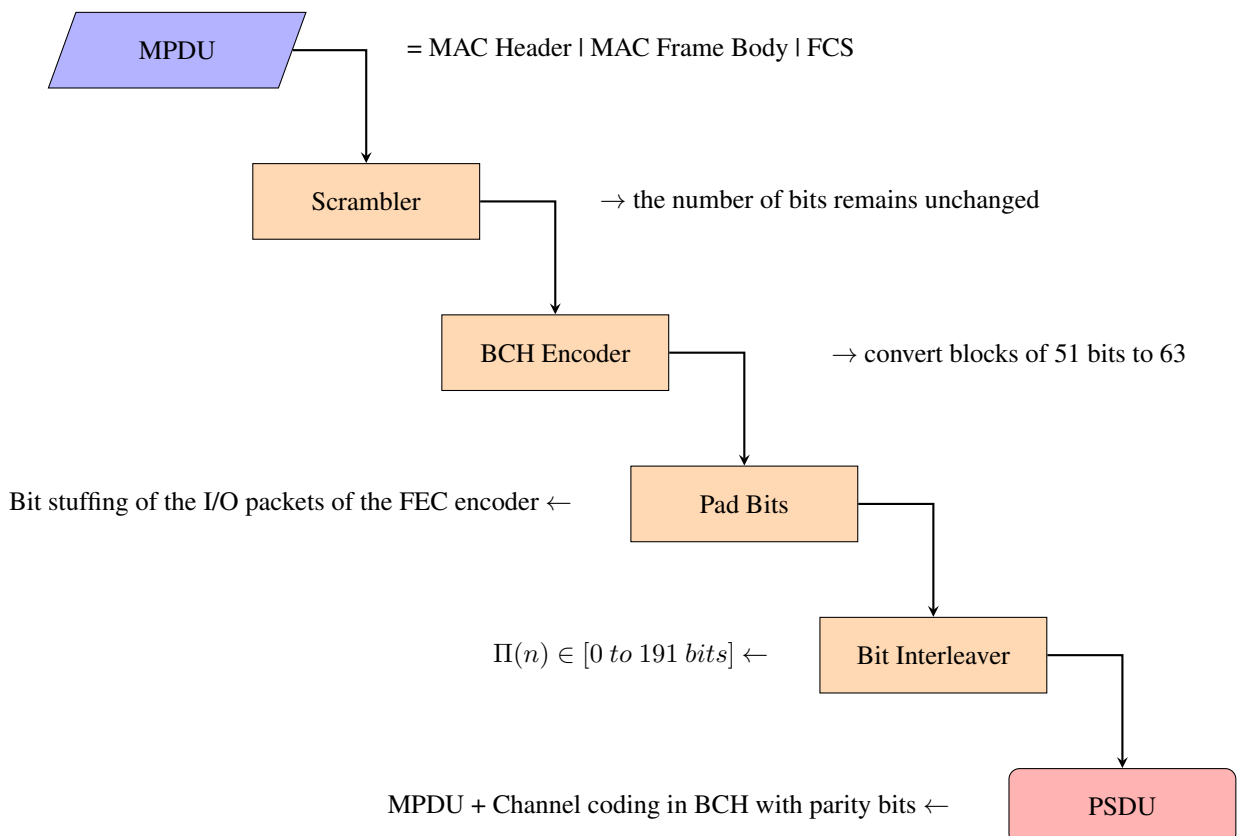 MPDU
= MAC Header | MAC Frame Body | FCS
Scrambler
→ the number of bits remains unchanged
BCH Encoder
→ convert blocks of 51 bits to 63
Bit stuffing of the I/O packets of the FEC encoder ←
Pad Bits
Π(n) ∈ [0 to 191 bits] ←
Bit Interleaver
MPDU + Channel coding in BCH with parity bits ←
PSDU